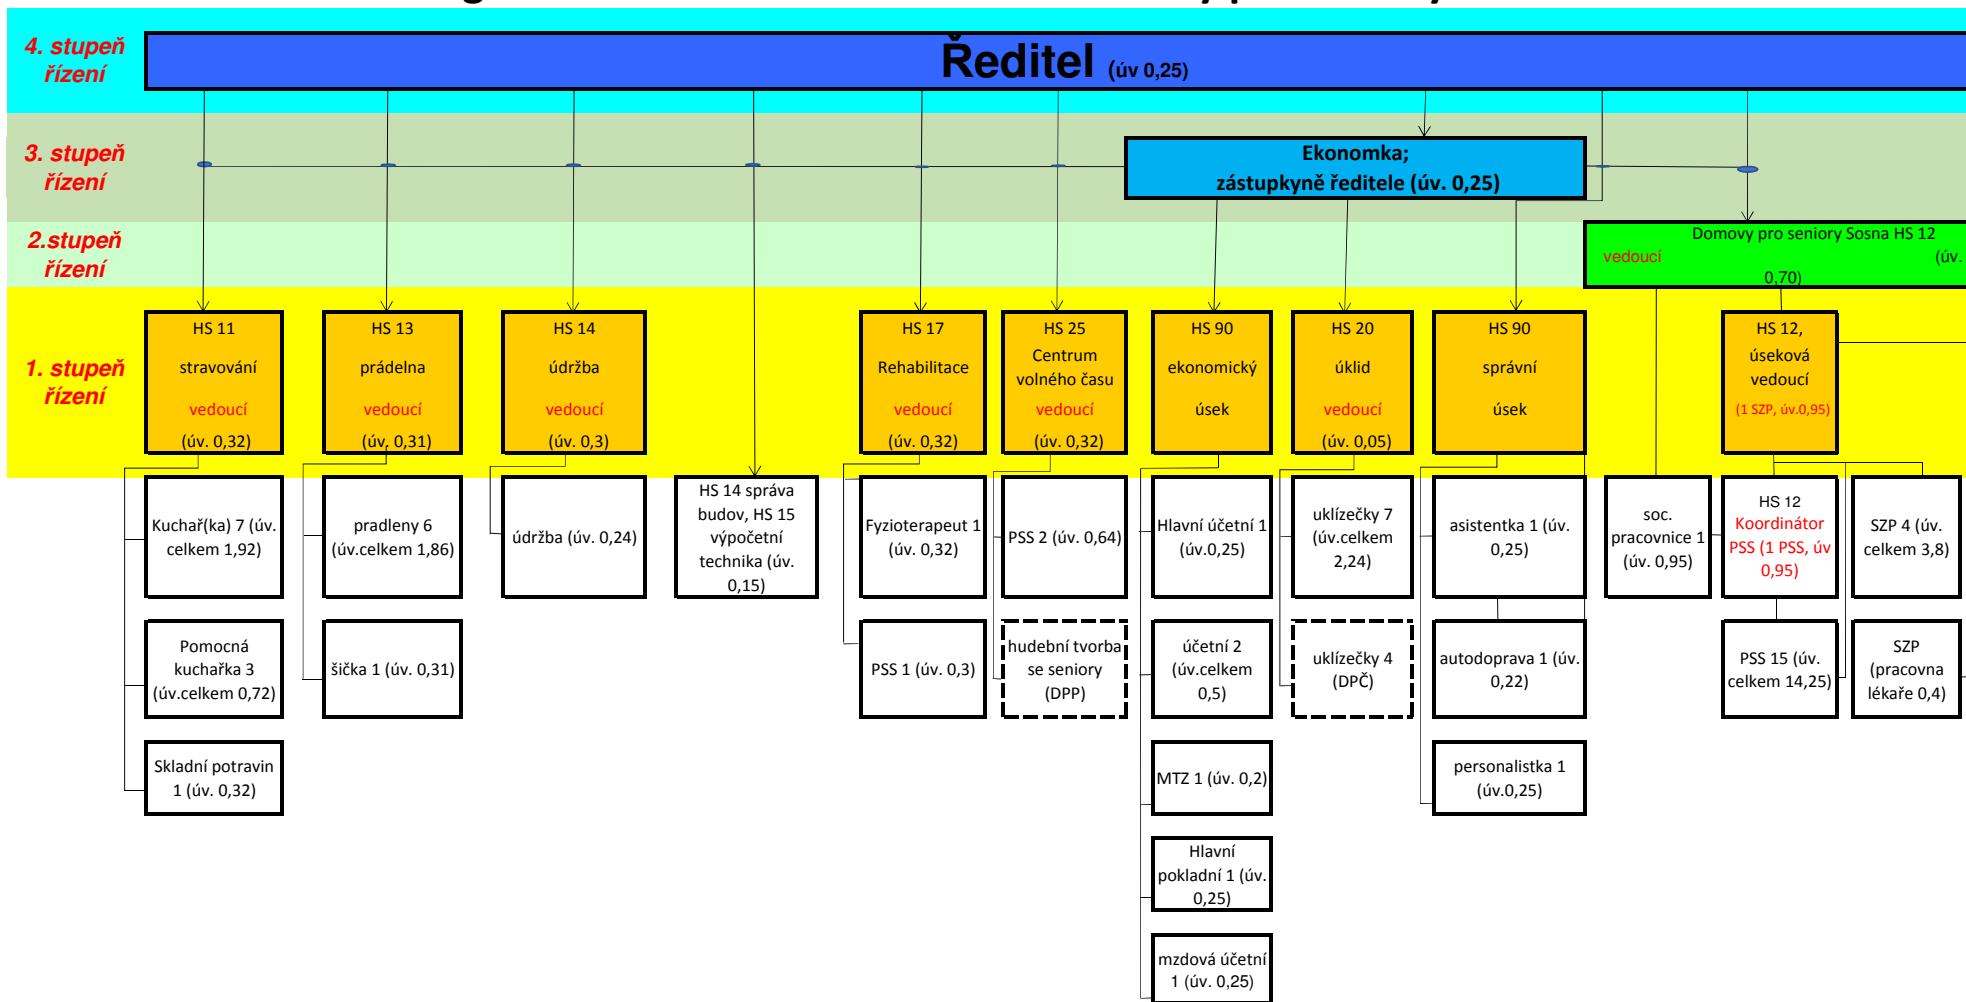 4. stupeň
řízení
Ředitel (úv 0,25)
3. stupeň
řízení
Ekonomka;
zástupkyně ředitele (úv. 0,25)
2.stupeň
řízení
Domovy pro seniory Sosna HS 12
vedoucí (úv.
0,70)
1. stupeň
řízení
HS 11
stravování
vedoucí
(úv. 0,32)
HS 13
prádelna
vedoucí
(úv. 0,31)
HS 14
údržba
vedoucí
(úv. 0,3)
HS 17
Rehabilitace
vedoucí
(úv. 0,32)
HS 25
Centrum
volného času
vedoucí
(úv. 0,32)
HS 90
ekonomický
úsek
HS 20
úklid
vedoucí
(úv. 0,05)
HS 90
správní
úsek
HS 12,
úseková
vedoucí
(1 SZP, úv.0,95)
Kuchař(ka) 7 (úv.
celkem 1,92)
pradleny 6
(úv.celkem 1,86)
údržba (úv. 0,24)
HS 14 správa
budov, HS 15
výpočetní
technika (úv.
0,15)
Fyzioterapeut 1
(úv. 0,32)
PSS 2 (úv. 0,64)
Hlavní účetní 1
(úv.0,25)
uklízečky 7
(úv.celkem
2,24)
asistentka 1 (úv.
0,25)
soc.
pracovnice 1
(úv. 0,95)
HS 12
Koordinátor
PSS (1 PSS, úv
0,95)
SZP 4 (úv.
celkem 3,8)
Pomocná
kuchařka 3
(úv.celkem 0,72)
šička 1 (úv. 0,31)
PSS 1 (úv. 0,3)
hudební tvorba
se seniory
(DPP)
účetní 2
(úv.celkem
0,5)
uklízečky 4
(DPČ)
autodoprava 1 (úv.
0,22)
PSS 15 (úv.
celkem 14,25)
SZP
(pracovna
lékaře 0,4)
Skladní potravin
1 (úv. 0,32)
MTZ 1 (úv. 0,2)
personalistka 1
(úv.0,25)
Hlavní
pokladní 1 (úv.
0,25)
mzdová účetní
1 (úv. 0,25)